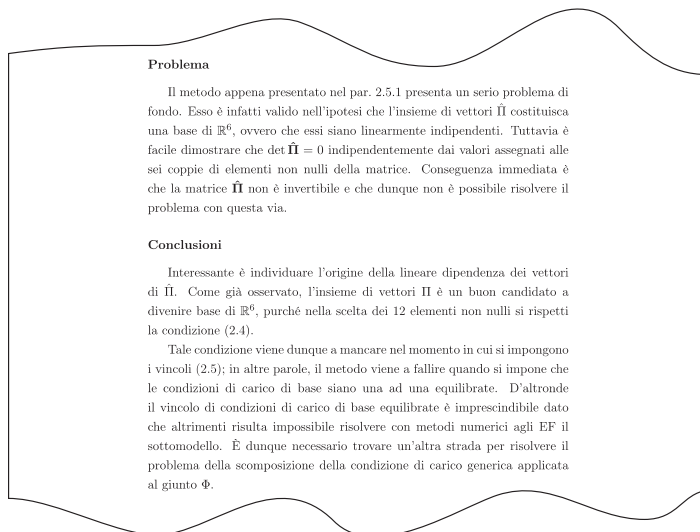 Problema
Il metodo appena presentato nel par. 2.5.1 presenta un serio problema di
fondo. Esso è infatti valido nell'ipotesi che l'insieme di vettori Π̂ costituisca
una base di ℝ⁶, ovvero che essi siano linearmente indipendenti. Tuttavia è
facile dimostrare che det Π̂ = 0 indipendentemente dai valori assegnati alle
sei coppie di elementi non nulli della matrice. Conseguenza immediata è
che la matrice Π̂ non è invertibile e che dunque non è possibile risolvere il
problema con questa via.
Conclusioni
Interessante è individuare l'origine della lineare dipendenza dei vettori
di Π̂. Come già osservato, l'insieme di vettori Π è un buon candidato a
divenire base di ℝ⁶, purché nella scelta dei 12 elementi non nulli si rispetti
la condizione (2.4).
Tale condizione viene dunque a mancare nel momento in cui si impongono
i vincoli (2.5); in altre parole, il metodo viene a fallire quando si impone che
le condizioni di carico di base siano una ad una equilibrate. D'altronde
il vincolo di condizioni di carico di base equilibrate è imprescindibile dato
che altrimenti risulta impossibile risolvere con metodi numerici agli EF il
sottomodello. È dunque necessario trovare un'altra strada per risolvere il
problema della scomposizione della condizione di carico generica applicata
al giunto Φ.